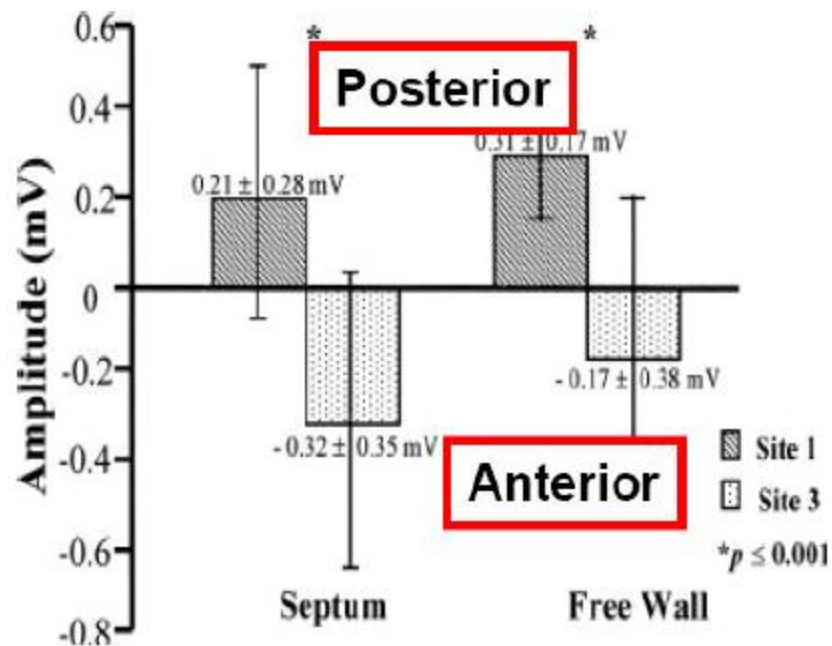 0.6
*
*
Posterior
0.4
0.31 ± 0.17 mV
0.21 ± 0.28 mV
0.2
Amplitude (mV)
0
-0.2
- 0.17 ± 0.38 mV
-0.32 ± 0.35 mV
-0.4
Site 1
Anterior
Site 3
-0.6
*p ≤ 0.001
Septum
Free Wall
-0.8